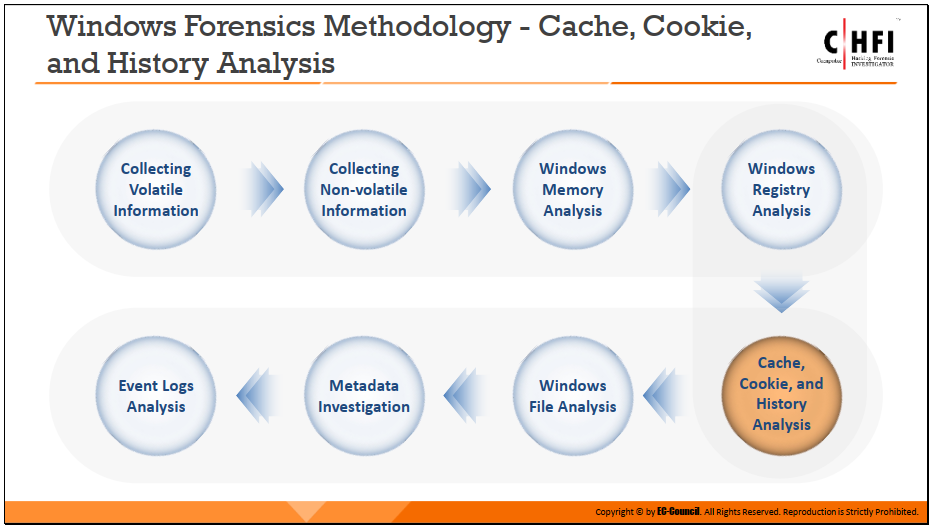 Windows Forensics Methodology - Cache, Cookie,
and History Analysis
C HFI
Computer Hacking Forensic
INVESTIGATOR
Collecting
Volatile
Information
Collecting
Non-volatile
Information
Windows
Memory
Analysis
Windows
Registry
Analysis
Event Logs
Analysis
Metadata
Investigation
Windows
File Analysis
Cache,
Cookie, and
History
Analysis
Copyright © by EC-Council. All Rights Reserved. Reproduction is Strictly Prohibited.